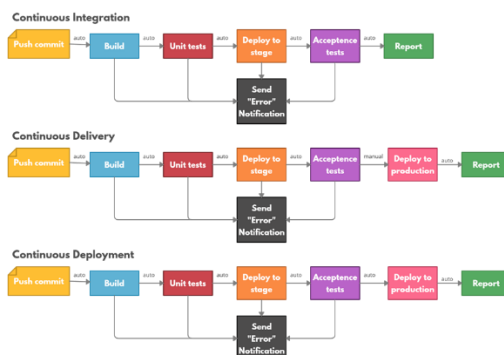 Continuous Integration
Push commit
auto
Build
auto
Unit tests
auto
Deploy to
stage
auto
Acceptence
tests
auto
Report
Send
"Error"
Notification
Continuous Delivery
Push commit
auto
Build
auto
Unit tests
auto
Deploy to
stage
auto
Acceptence
tests
manual
Deploy to
production
auto
Report
Send
"Error"
Notification
Continuous Deployment
Push commit
auto
Build
auto
Unit tests
auto
Deploy to
stage
auto
Acceptence
tests
auto
Deploy to
production
auto
Report
Send
"Error"
Notification